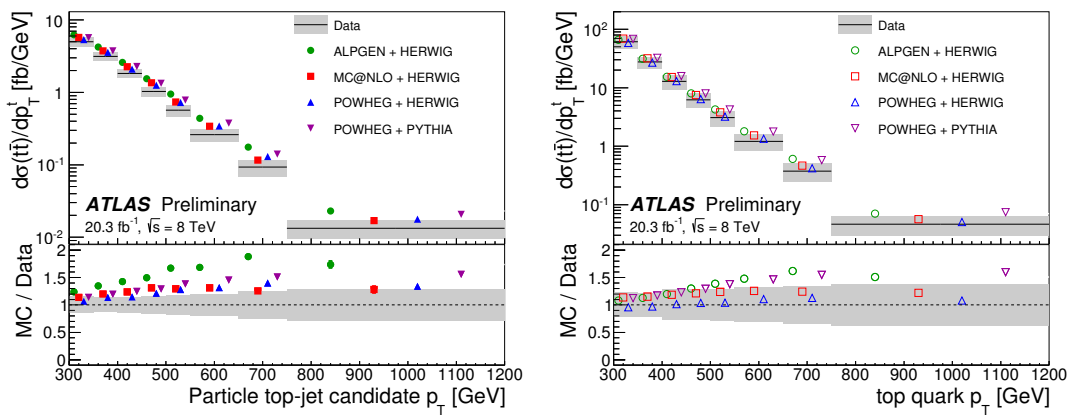 dσ(tt̄)/dp_T^t [fb/GeV]
10
1
10⁻¹
10⁻²
Data
ALPGEN + HERWIG
MC@NLO + HERWIG
POWHEG + HERWIG
POWHEG + PYTHIA
ATLAS Preliminary
20.3 fb⁻¹, √s = 8 TeV
MC / Data
2
1.5
1
0.5
0
300 400 500 600 700 800 900 1000 1100 1200
Particle top-jet candidate p_T [GeV]
dσ(tt̄)/dp_T^t [fb/GeV]
10²
10
1
10⁻¹
Data
ALPGEN + HERWIG
MC@NLO + HERWIG
POWHEG + HERWIG
POWHEG + PYTHIA
ATLAS Preliminary
20.3 fb⁻¹, √s = 8 TeV
MC / Data
2
1.5
1
0.5
0
300 400 500 600 700 800 900 1000 1100 1200
top quark p_T [GeV]